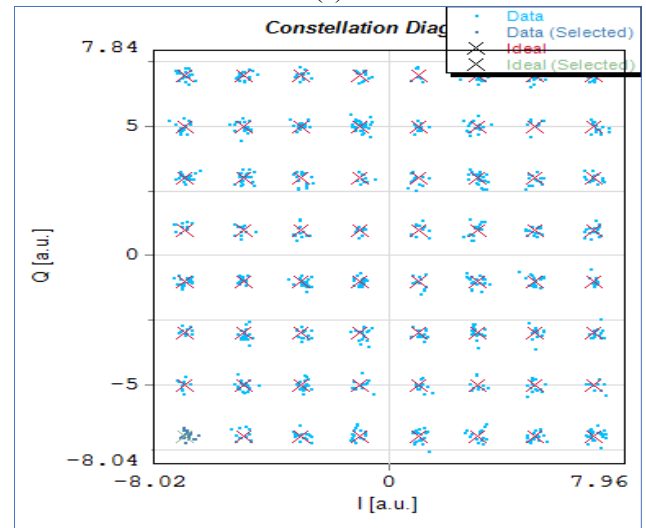 Constellation Diag
Data
Data (Selected)
Ideal
Ideal (Selected)
7.84
5
0
-5
-8.04
Q [a.u.]
-8.02
0
7.96
I [a.u.]